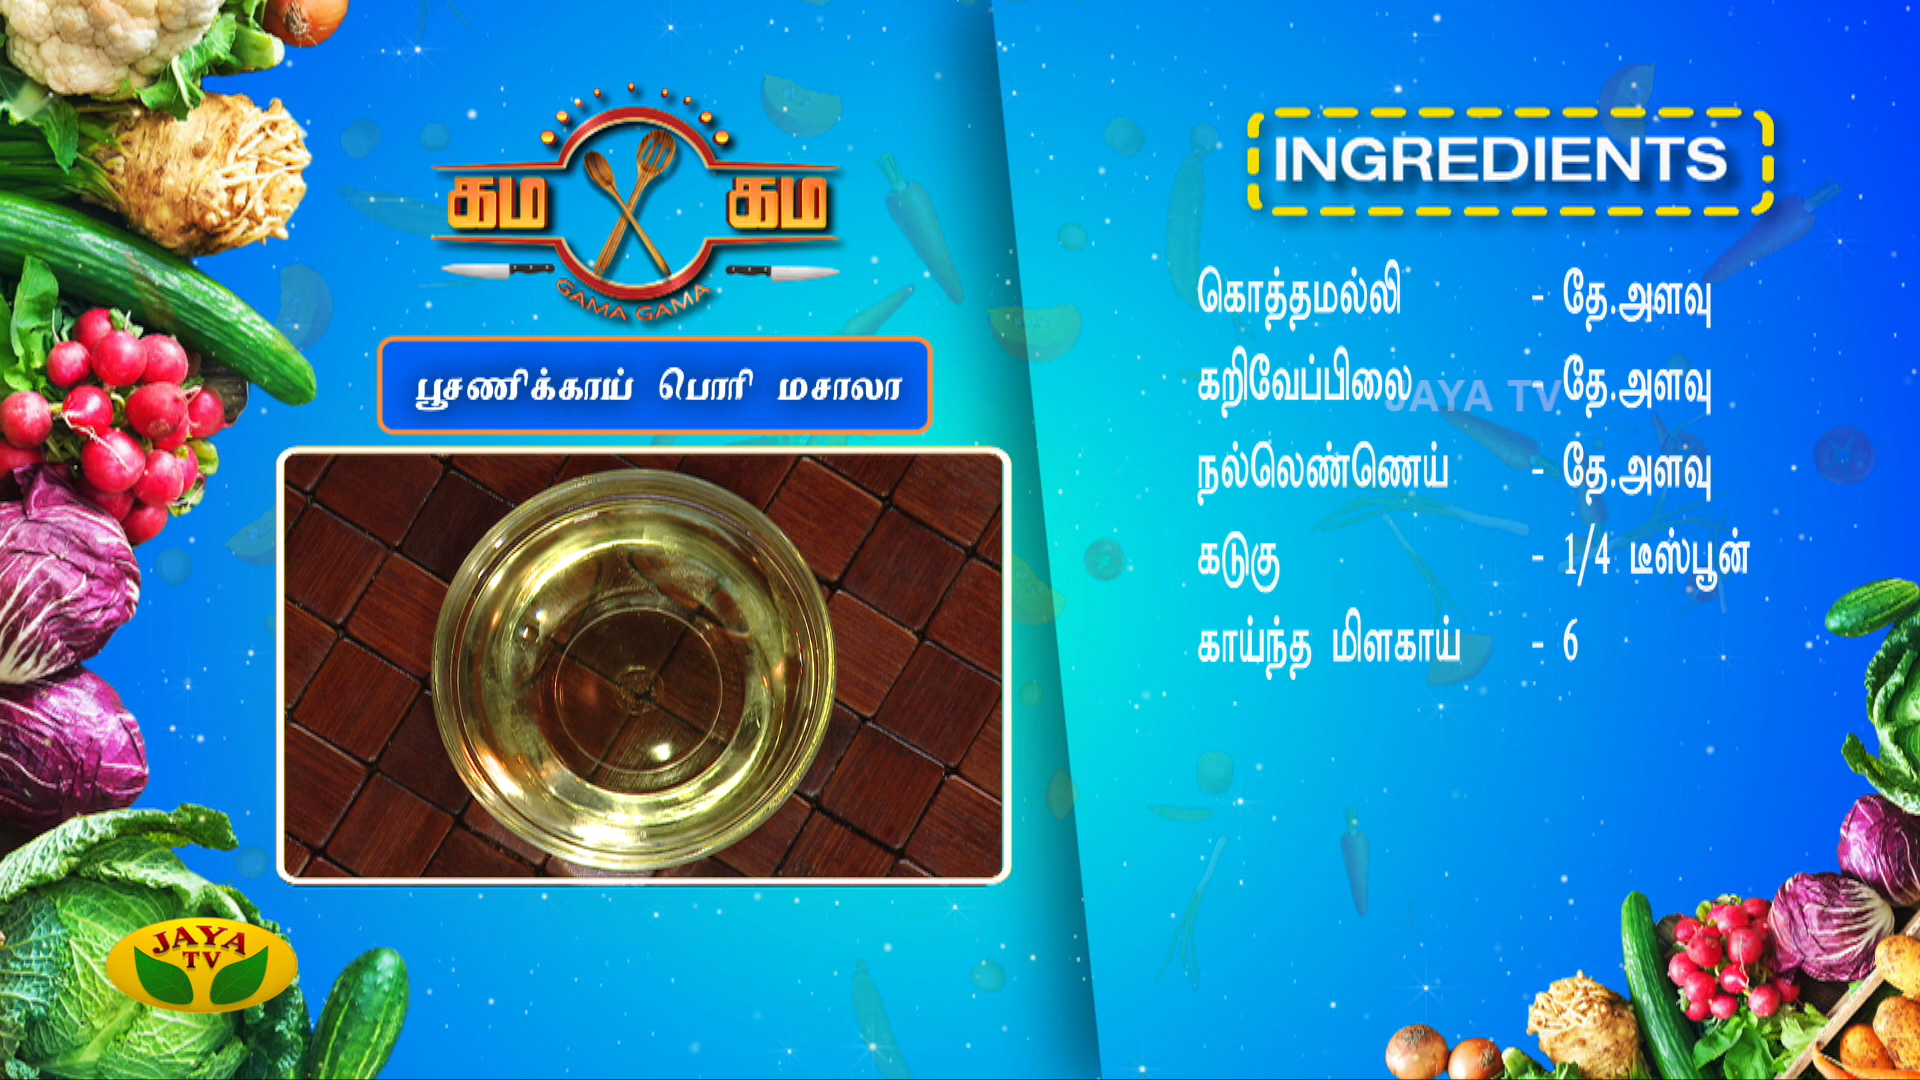 கம கம
GAMA GAMA
பூசணிக்காய் பொரி மசாலா
INGREDIENTS
கொத்தமல்லி - தே.அளவு
கறிவேப்பிலை - தே.அளவு
நல்லெண்ணெய் - தே.அளவு
கடுகு - 1/4 டீஸ்பூன்
காய்ந்த மிளகாய் - 6
JAYA TV
JAYA
TV